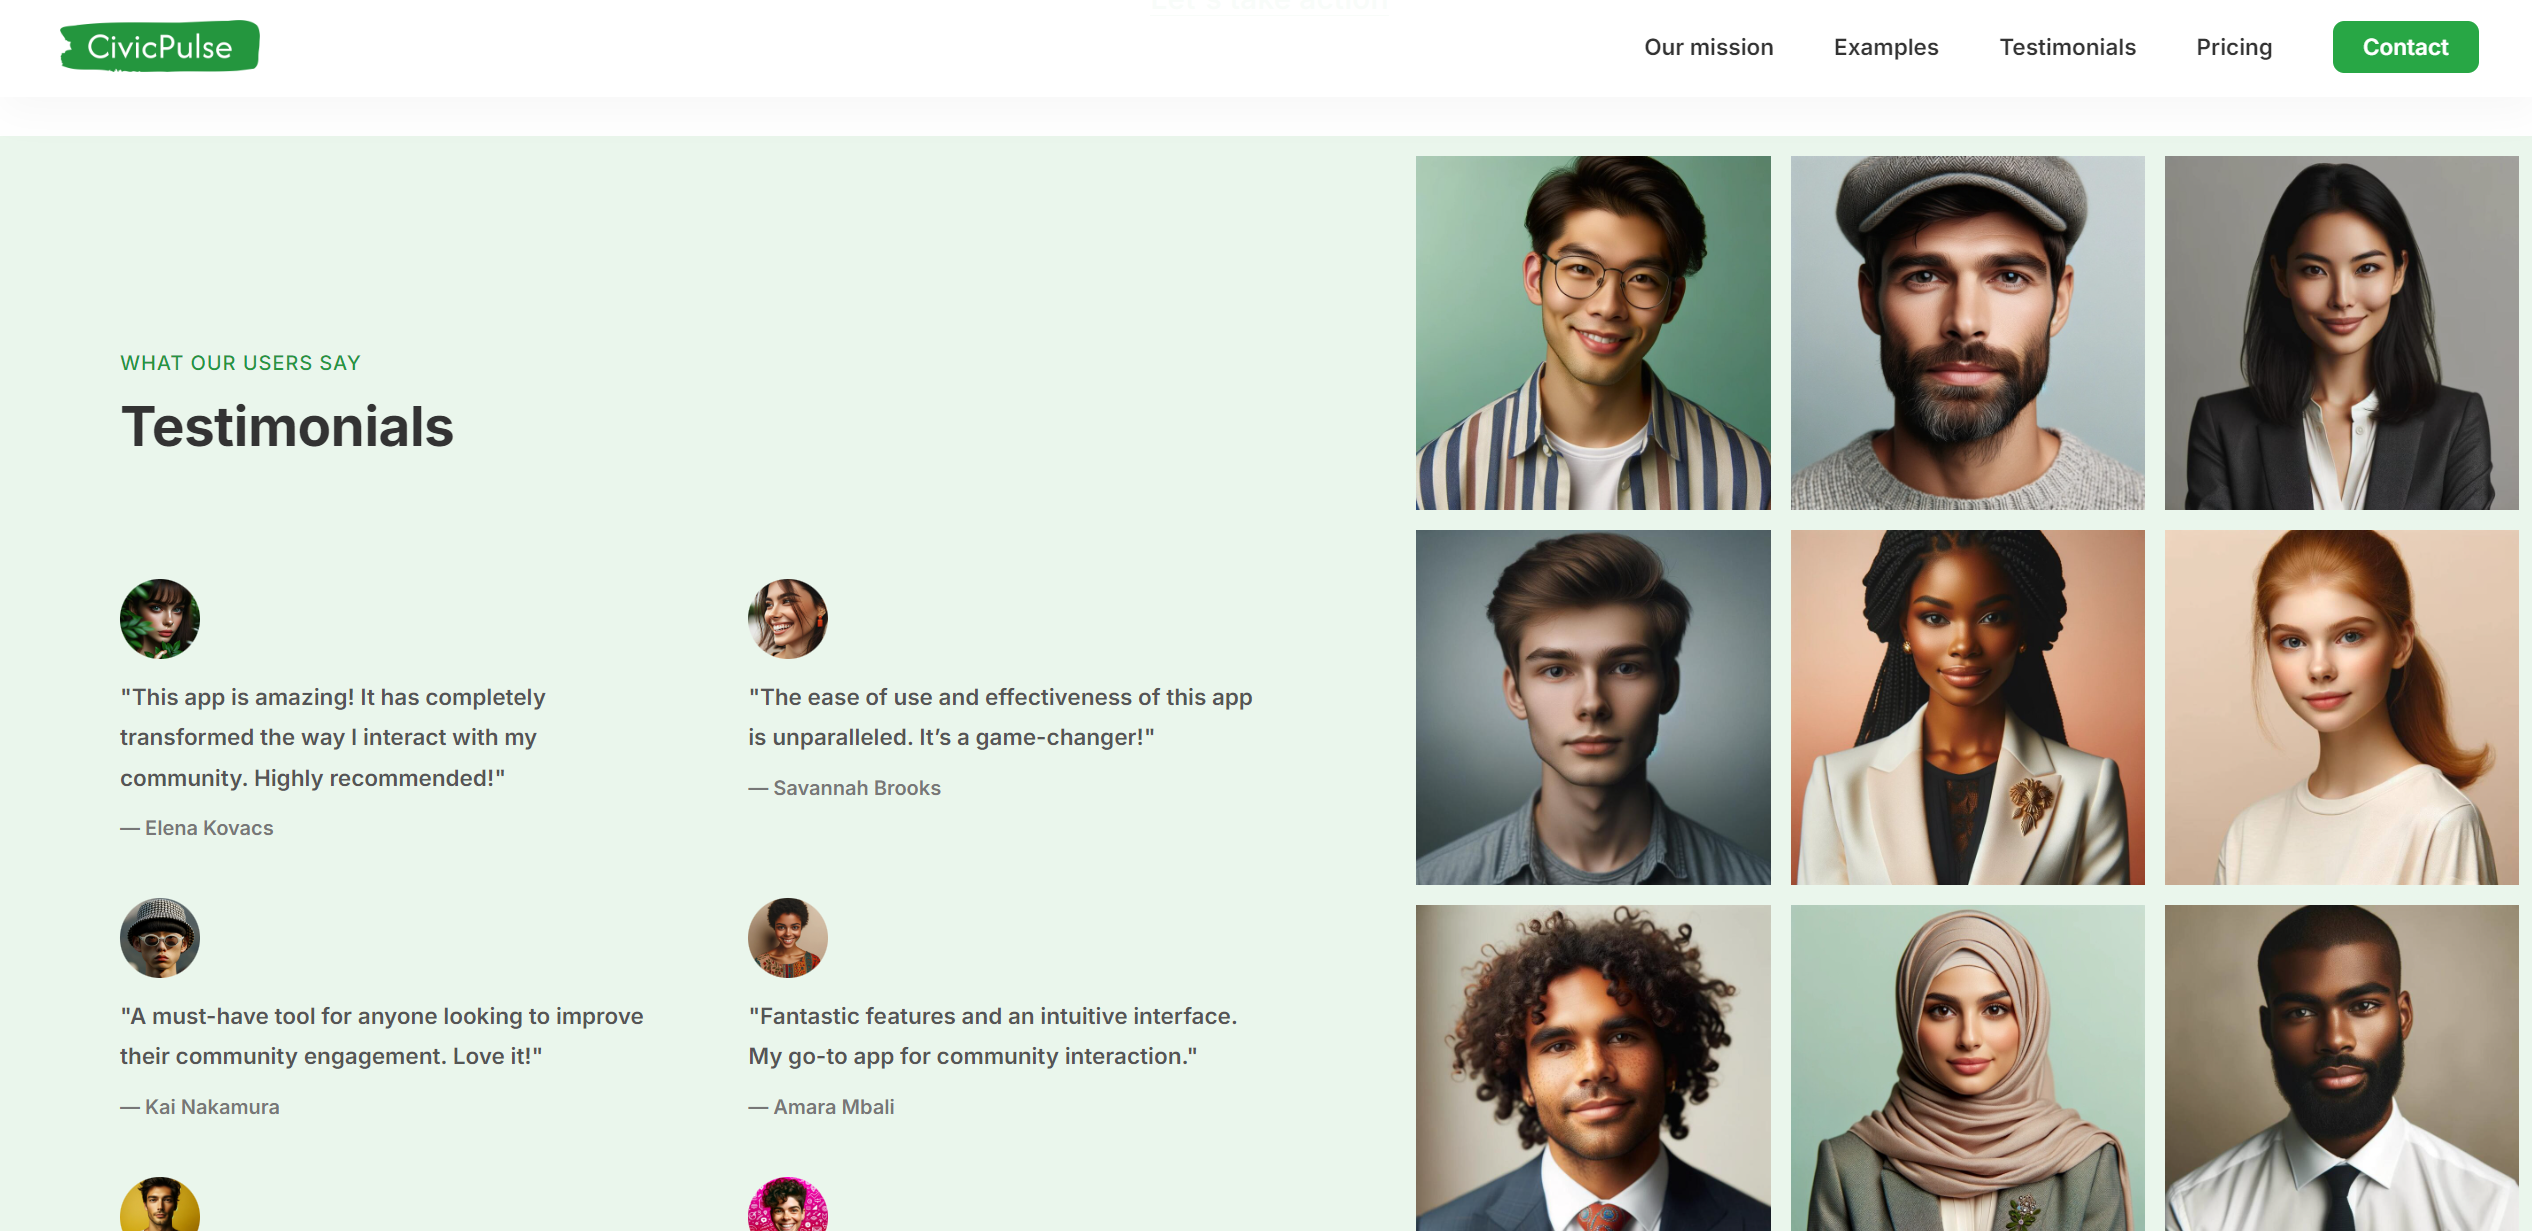 Let's take action
CivicPulse
Our mission
Examples
Testimonials
Pricing
Contact
WHAT OUR USERS SAY
Testimonials
"This app is amazing! It has completely
transformed the way I interact with my
community. Highly recommended!"
— Elena Kovacs
"The ease of use and effectiveness of this app
is unparalleled. It’s a game-changer!"
— Savannah Brooks
"A must-have tool for anyone looking to improve
their community engagement. Love it!"
— Kai Nakamura
"Fantastic features and an intuitive interface.
My go-to app for community interaction."
— Amara Mbali